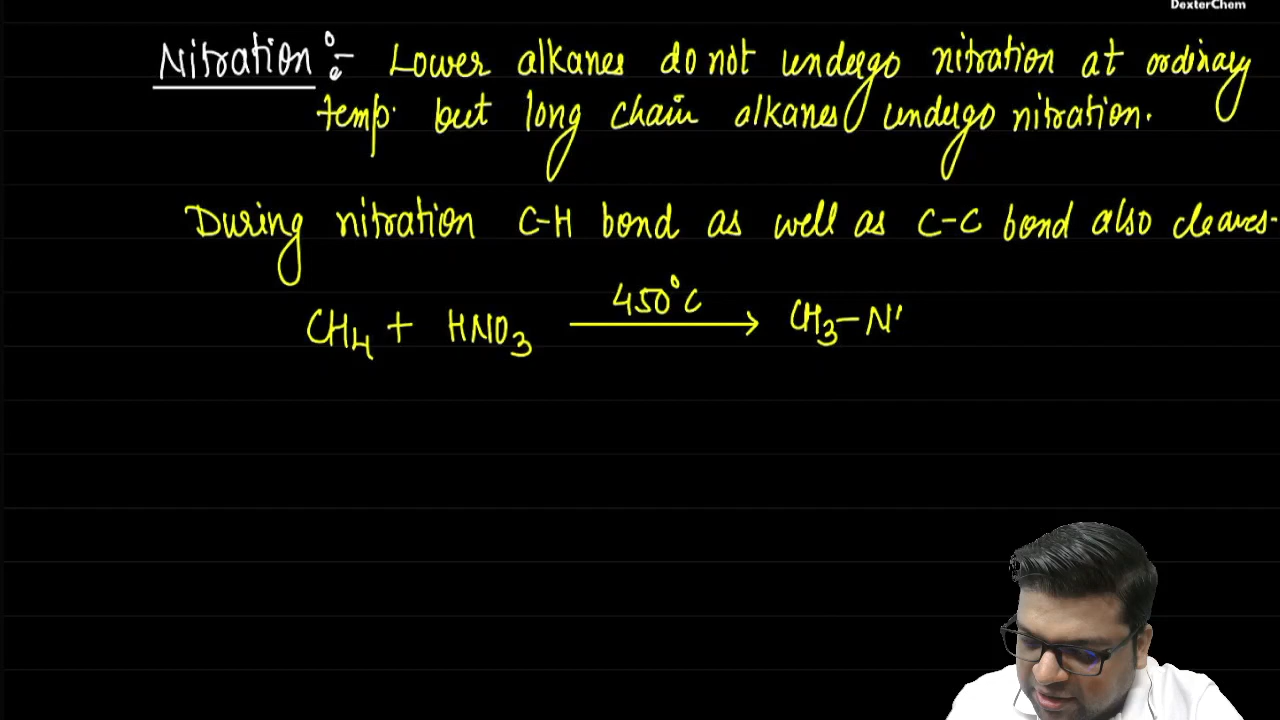 DexterChem
Nitration :- Lower alkanes do not undergo nitration at ordinary
temp. but long chain alkanes undergo nitration.
During nitration C-H bond as well as C-C bond also cleaves.
CH₄ + HNO₃ 450°C → CH₃-N